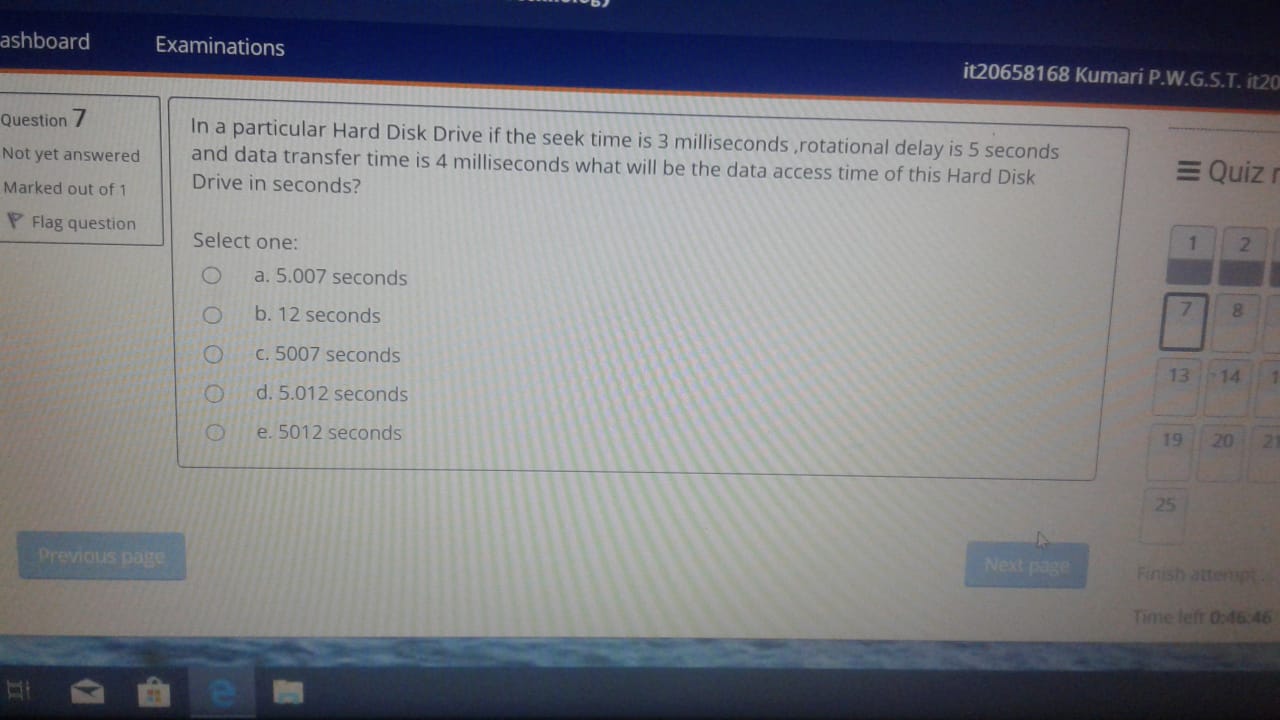 ashboard
Examinations
it20658168 Kumari P.W.G.S.T. it20
Question 7
Not yet answered
Marked out of 1
Flag question
In a particular Hard Disk Drive if the seek time is 3 milliseconds ,rotational delay is 5 seconds
and data transfer time is 4 milliseconds what will be the data access time of this Hard Disk
Drive in seconds?
Select one:
a. 5.007 seconds
b. 12 seconds
c. 5007 seconds
d. 5.012 seconds
e. 5012 seconds
Previous page
Next page
Quiz
1 2
7 8
13 14
19 20
25
Finish attempt ...
Time left 0:46:46